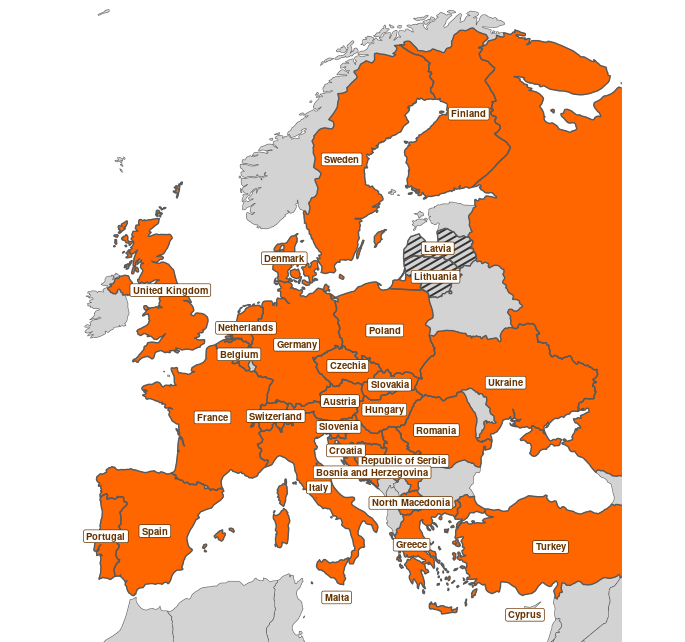 Finland
Sweden
Latvia
Denmark
Lithuania
United Kingdom
Netherlands
Poland
Germany
Belgium
Czechia
Slovakia
Ukraine
Austria
Hungary
France
Switzerland
Slovenia
Romania
Croatia
Republic of Serbia
Bosnia and Herzegovina
Italy
North Macedonia
Spain
Portugal
Greece
Turkey
Malta
Cyprus